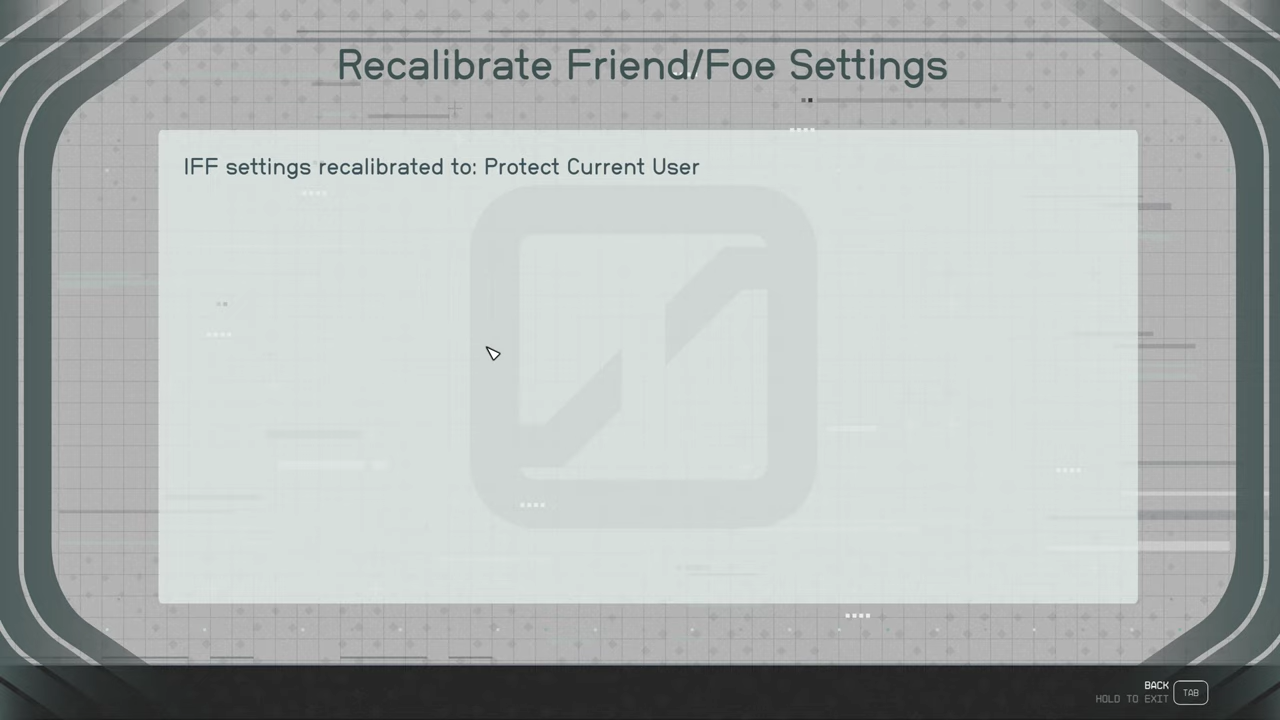 Recalibrate Friend/Foe Settings
IFF settings recalibrated to: Protect Current User
BACK
HOLD TO EXIT
TAB